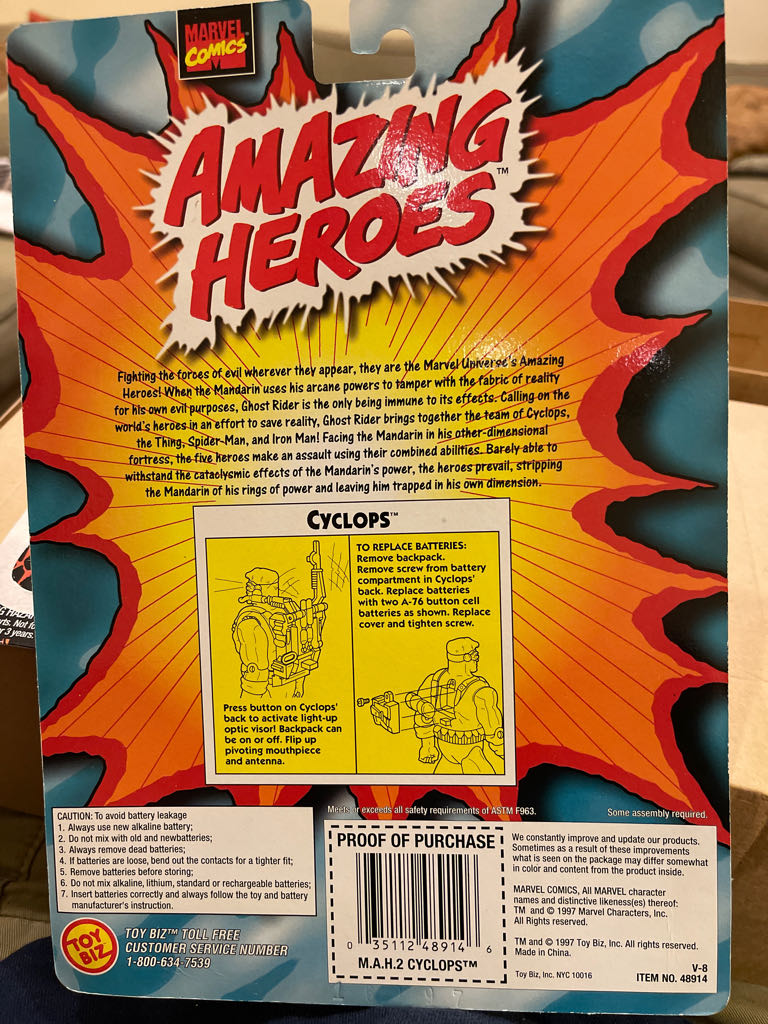 MARVEL
COMICS
AMAZING
HEROES™
Fighting the forces of evil wherever they appear, they are the Marvel Universe's Amazing
Heroes! When the Mandarin uses his arcane powers to tamper with the fabric of reality
for his own evil purposes, Ghost Rider is the only being immune to its effects. Calling on the
world's heroes in an effort to save reality, Ghost Rider brings together the team of Cyclops,
the Thing, Spider-Man, and Iron Man! Facing the Mandarin in his other-dimensional
fortress, the five heroes make an assault using their combined abilities. Barely able to
withstand the cataclysmic effects of the Mandarin's power, the heroes prevail, stripping
the Mandarin of his rings of power and leaving him trapped in his own dimension.
CYCLOPS™
Press button on Cyclops'
back to activate light-up
optic visor! Backpack can
be on or off. Flip up
pivoting mouthpiece
and antenna.
TO REPLACE BATTERIES:
Remove backpack.
Remove screw from battery
compartment in Cyclops'
back. Replace batteries
with two A-76 button cell
batteries as shown. Replace
cover and tighten screw.
Meets or exceeds all safety requirements of ASTM F963.
Some assembly required.
CAUTION: To avoid battery leakage
1. Always use new alkaline battery;
2. Do not mix with old and newbatteries;
3. Always remove dead batteries;
4. If batteries are loose, bend out the contacts for a tighter fit;
5. Remove batteries before storing;
6. Do not mix alkaline, lithium, standard or rechargeable batteries;
7. Insert batteries correctly and always follow the toy and battery
manufacturer's instruction.
TOY
BIZ
TOY BIZ™ TOLL FREE
CUSTOMER SERVICE NUMBER
1-800-634-7539
PROOF OF PURCHASE
0 35112 48914 6
M.A.H.2 CYCLOPS™
We constantly improve and update our products.
Sometimes as a result of these improvements
what is seen on the package may differ somewhat
in color and content from the product inside.
MARVEL COMICS, All MARVEL character
names and distinctive likeness(es) thereof:
TM and © 1997 Marvel Characters, Inc.
All Rights Reserved.
TM and © 1997 Toy Biz, Inc. All rights reserved.
Made in China.
Toy Biz, Inc. NYC 10016
V-8
ITEM NO. 48914
3 years.